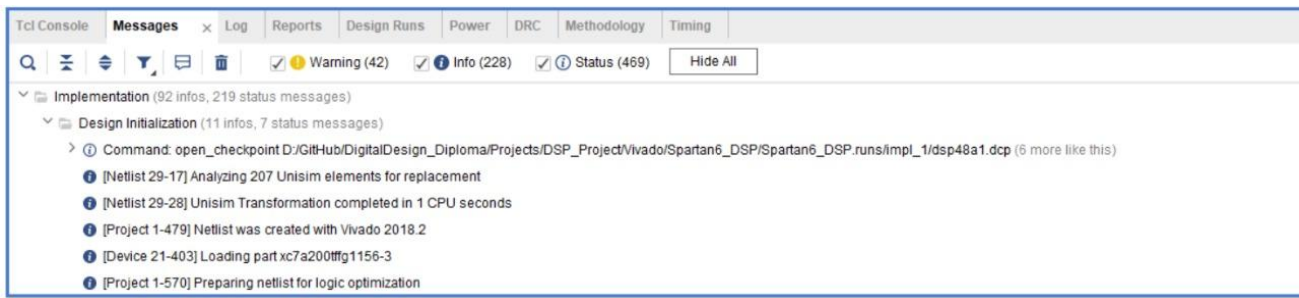 Tcl Console Messages × Log Reports Design Runs Power DRC Methodology Timing
Warning (42) Info (228) Status (469) Hide All
Implementation (92 infos, 219 status messages)
Design Initialization (11 infos, 7 status messages)
Command: open_checkpoint D:/GitHub/DigitalDesign_Diploma/Projects/DSP_Project/Vivado/Spartan6_DSP/Spartan6_DSP.runs/impl_1/dsp48a1.dcp (6 more like this)
[Netlist 29-17] Analyzing 207 Unisim elements for replacement
[Netlist 29-28] Unisim Transformation completed in 1 CPU seconds
[Project 1-479] Netlist was created with Vivado 2018.2
[Device 21-403] Loading part xc7a200tffg1156-3
[Project 1-570] Preparing netlist for logic optimization